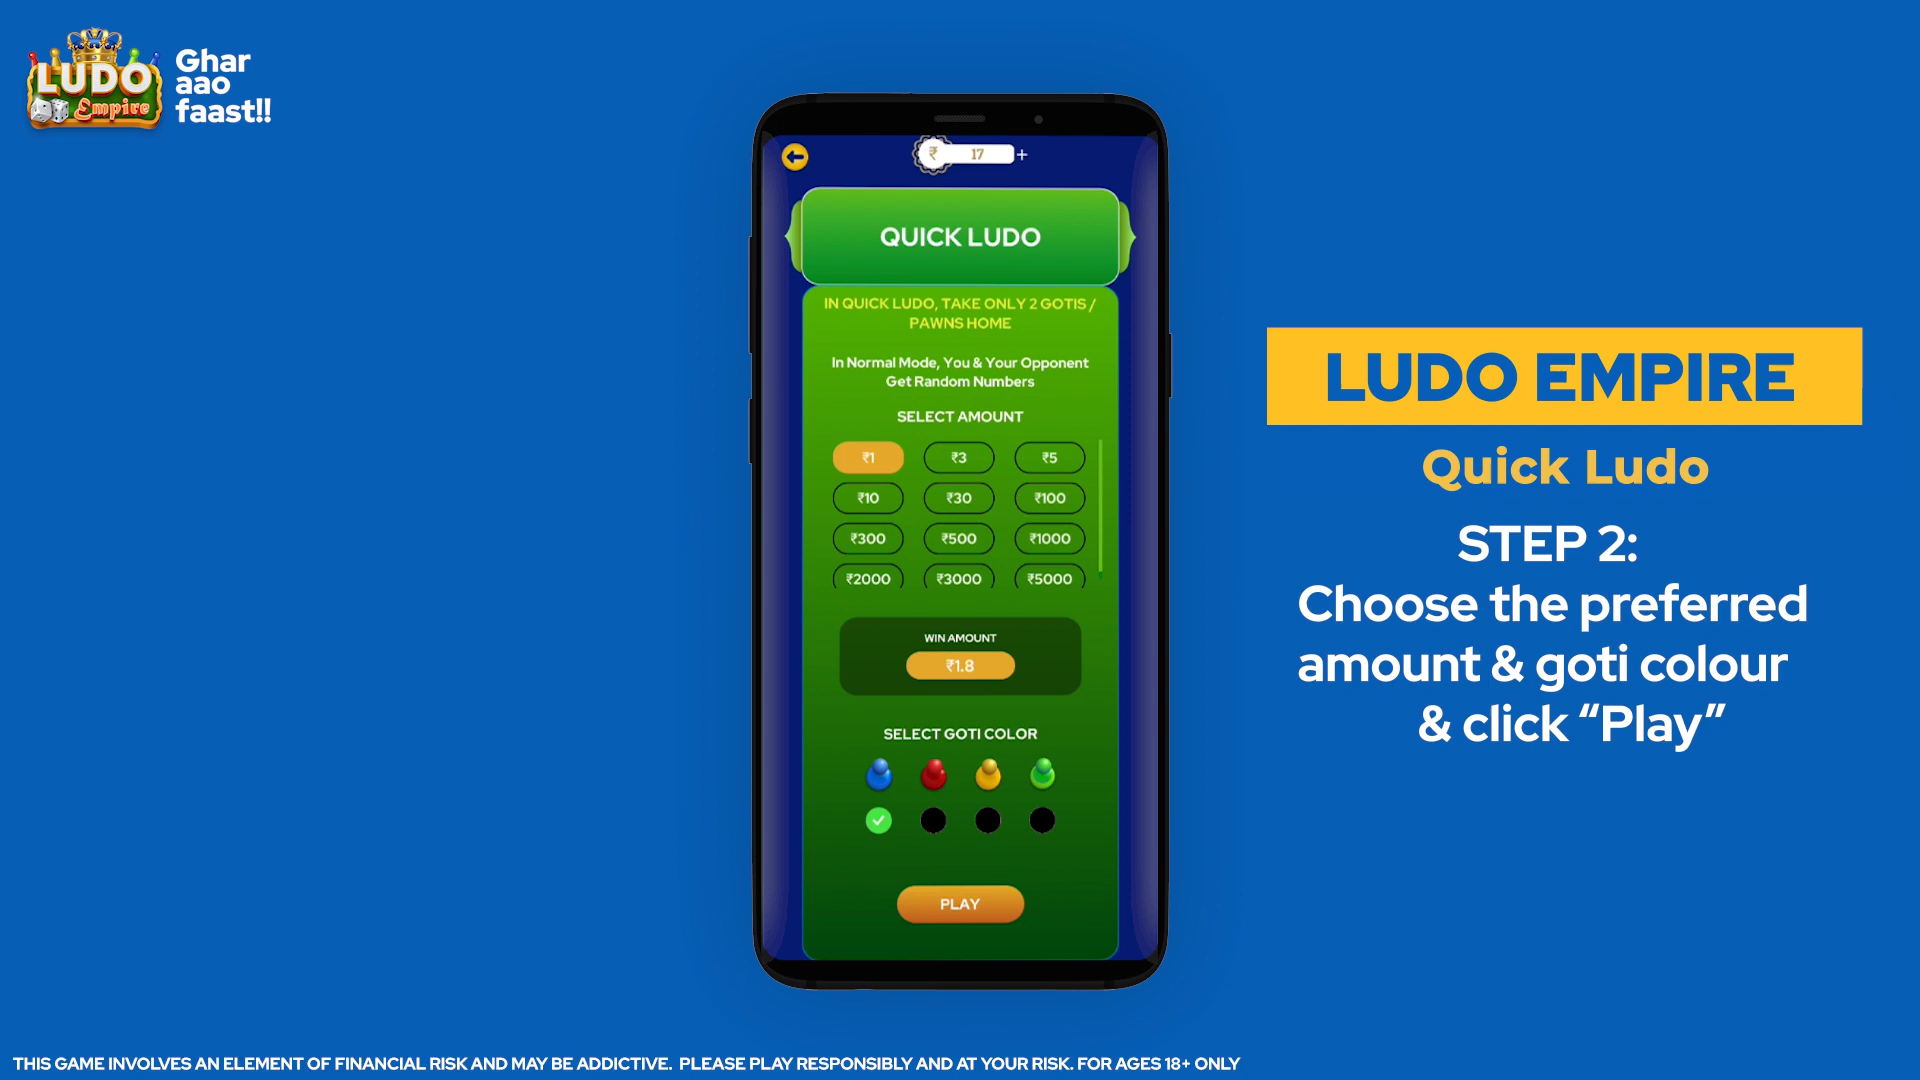 LUDO
Empire
Ghar
aao
faast!!
₹ 17 +
QUICK LUDO
IN QUICK LUDO, TAKE ONLY 2 GOTIS /
PAWNS HOME
In Normal Mode, You & Your Opponent
Get Random Numbers
SELECT AMOUNT
₹1 ₹3 ₹5
₹10 ₹30 ₹100
₹300 ₹500 ₹1000
₹2000 ₹3000 ₹5000
WIN AMOUNT
₹1.8
SELECT GOTI COLOR
PLAY
LUDO EMPIRE
Quick Ludo
STEP 2:
Choose the preferred
amount & goti colour
& click “Play”
THIS GAME INVOLVES AN ELEMENT OF FINANCIAL RISK AND MAY BE ADDICTIVE. PLEASE PLAY RESPONSIBLY AND AT YOUR RISK. FOR AGES 18+ ONLY